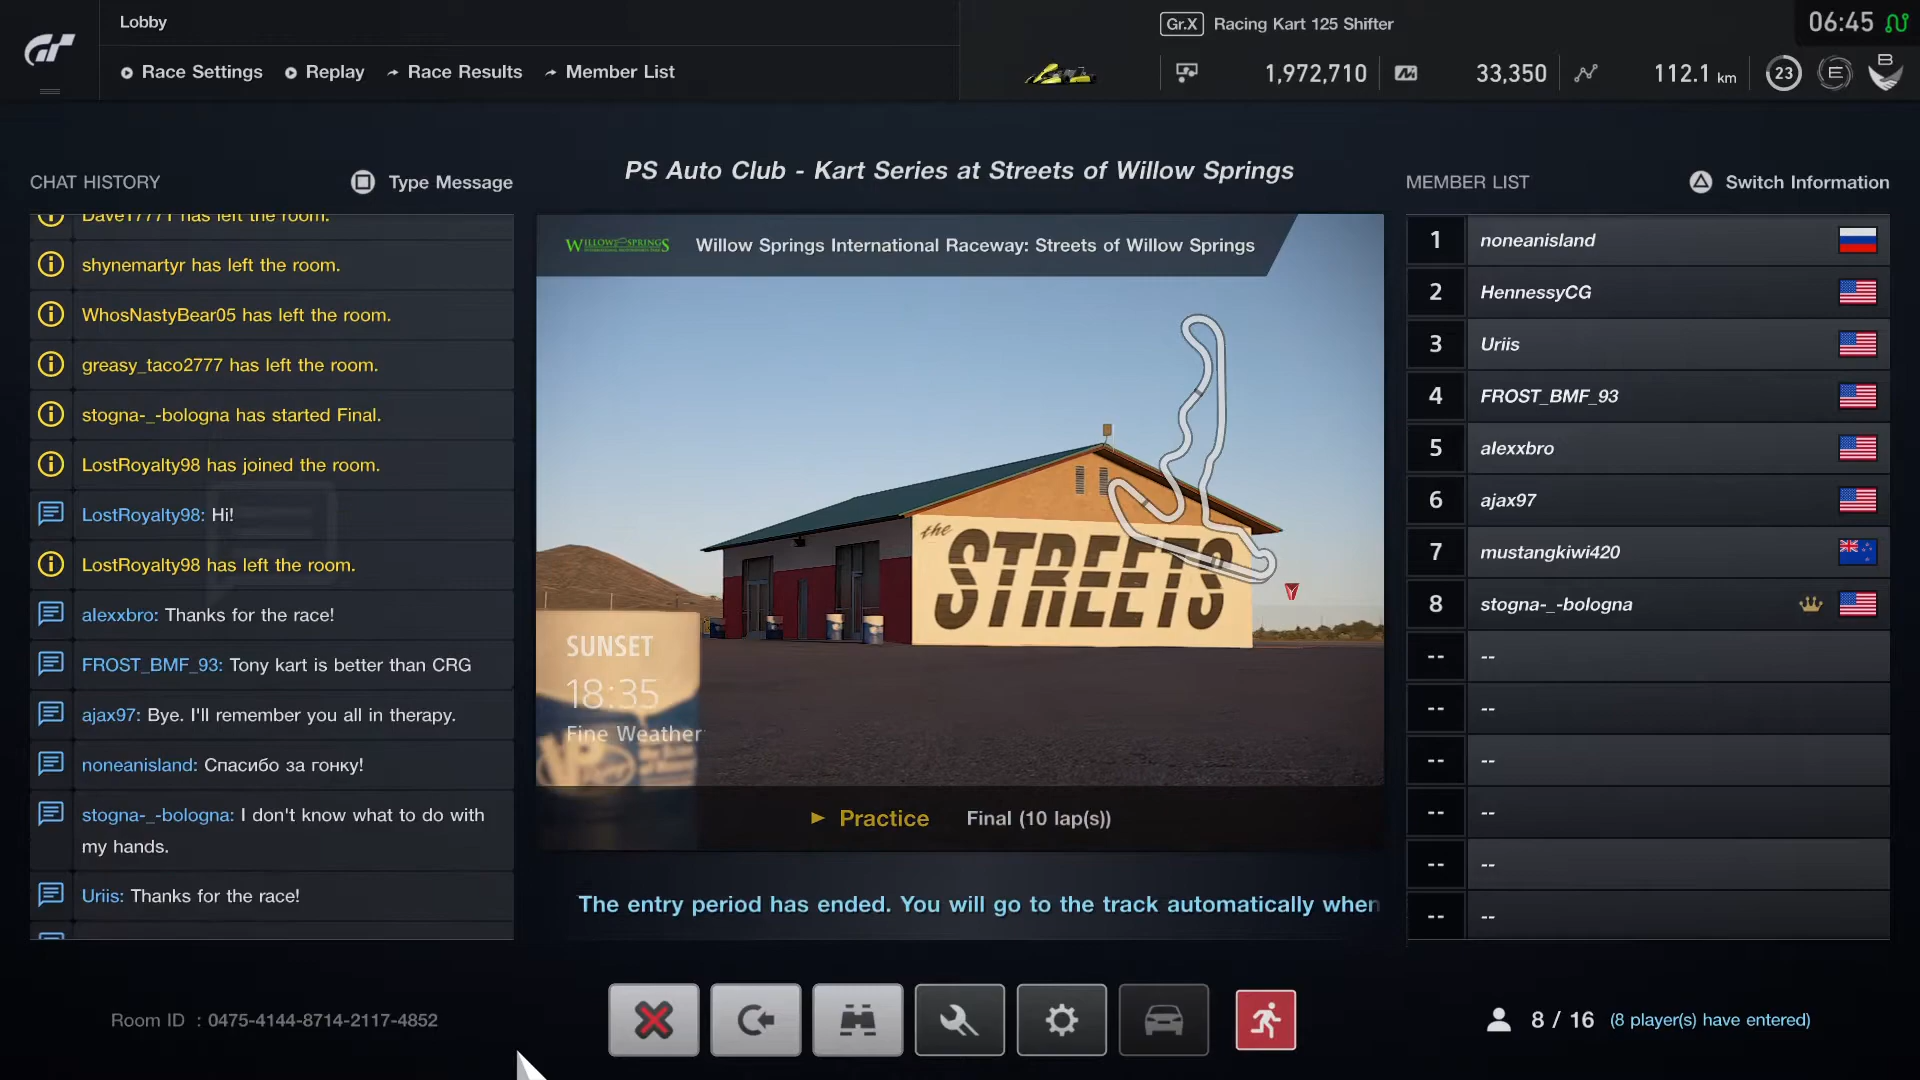 Lobby
Race Settings
Replay
Race Results
Member List
Gr.X Racing Kart 125 Shifter
1,972,710
33,350
112.1 km
23
E
B
06:45
CHAT HISTORY
Type Message
Dave17771 has left the room.
shynemartyr has left the room.
WhosNastyBear05 has left the room.
greasy_taco2777 has left the room.
stogna-_-bologna has started Final.
LostRoyalty98 has joined the room.
LostRoyalty98: Hi!
LostRoyalty98 has left the room.
alexxbro: Thanks for the race!
FROST_BMF_93: Tony kart is better than CRG
ajax97: Bye. I'll remember you all in therapy.
noneanisland: Спасибо за гонку!
stogna-_-bologna: I don't know what to do with
my hands.
Uriis: Thanks for the race!
PS Auto Club - Kart Series at Streets of Willow Springs
WILLOW SPRINGS
Willow Springs International Raceway: Streets of Willow Springs
the
STREETS
SUNSET
18:35
Fine Weather
Practice
Final (10 lap(s))
The entry period has ended. You will go to the track automatically when
MEMBER LIST
Switch Information
1 noneanisland
2 HennessyCG
3 Uriis
4 FROST_BMF_93
5 alexxbro
6 ajax97
7 mustangkiwi420
8 stogna-_-bologna
-- --
-- --
-- --
-- --
-- --
-- --
Room ID : 0475-4144-8714-2117-4852
8 / 16 (8 player(s) have entered)